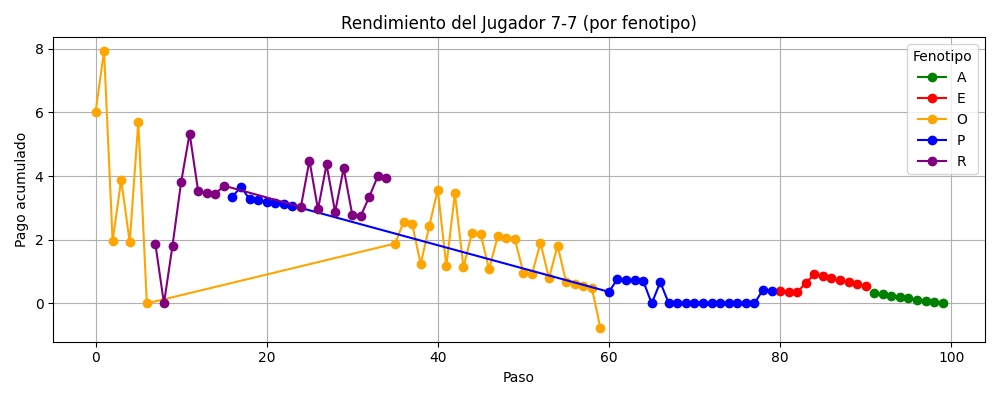 Rendimiento del Jugador 7-7 (por fenotipo)
Pago acumulado
8
6
4
2
0
Fenotipo
A
E
O
P
R
0 20 40 60 80 100
Paso